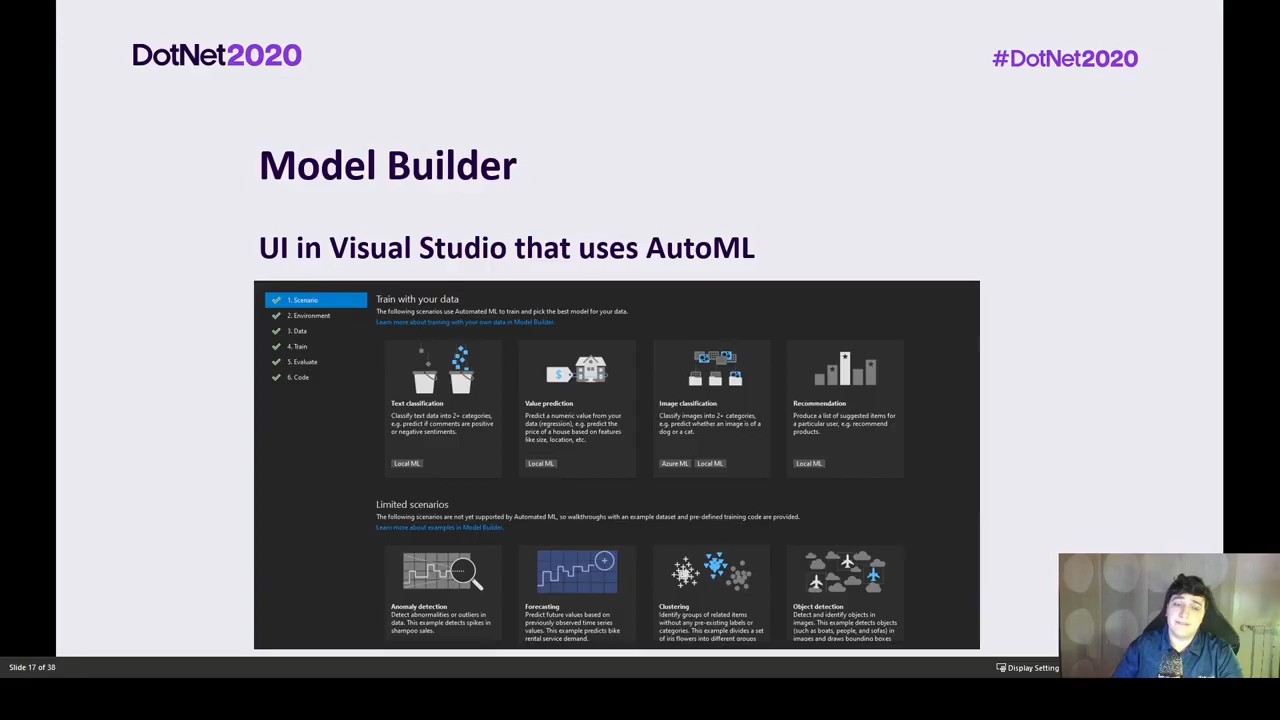 DotNet2020
#DotNet2020
Model Builder
UI in Visual Studio that uses AutoML
1. Scenario
2. Environment
3. Data
4. Train
5. Evaluate
6. Code
Train with your data
The following scenarios use Automated ML to train and pick the best model for your data.
Learn more about training with your own data in Model Builder.
Text classification
Classify text data into 2+ categories,
e.g. predict if comments are positive
or negative sentiments.
Local ML
Value prediction
Predict a numeric value from your
data (regression), e.g. predict the
price of a house based on features
like size, location, etc.
Local ML
Image classification
Classify images into 2+ categories,
e.g. predict whether an image is of a
dog or a cat.
Azure ML Local ML
Recommendation
Produce a list of suggested items for
a particular user, e.g. recommend
products.
Local ML
Limited scenarios
The following scenarios are not yet supported by Automated ML, so walkthroughs with an example dataset and pre-defined training code are provided.
Learn more about examples in Model Builder.
Anomaly detection
Detect abnormalities or outliers in
data. This example detects spikes in
shampoo sales.
Forecasting
Predict future values based on
previously observed time series
values. This example predicts bike
rental service demand.
Clustering
Identify groups of related items
without any pre-existing labels or
categories. This example divides a set
of iris flowers into different groups
Object detection
Detect and identify objects in
images. This example detects objects
(such as boats, people, and sofas) in
images and draws bounding boxes
Slide 17 of 38
Display Setting